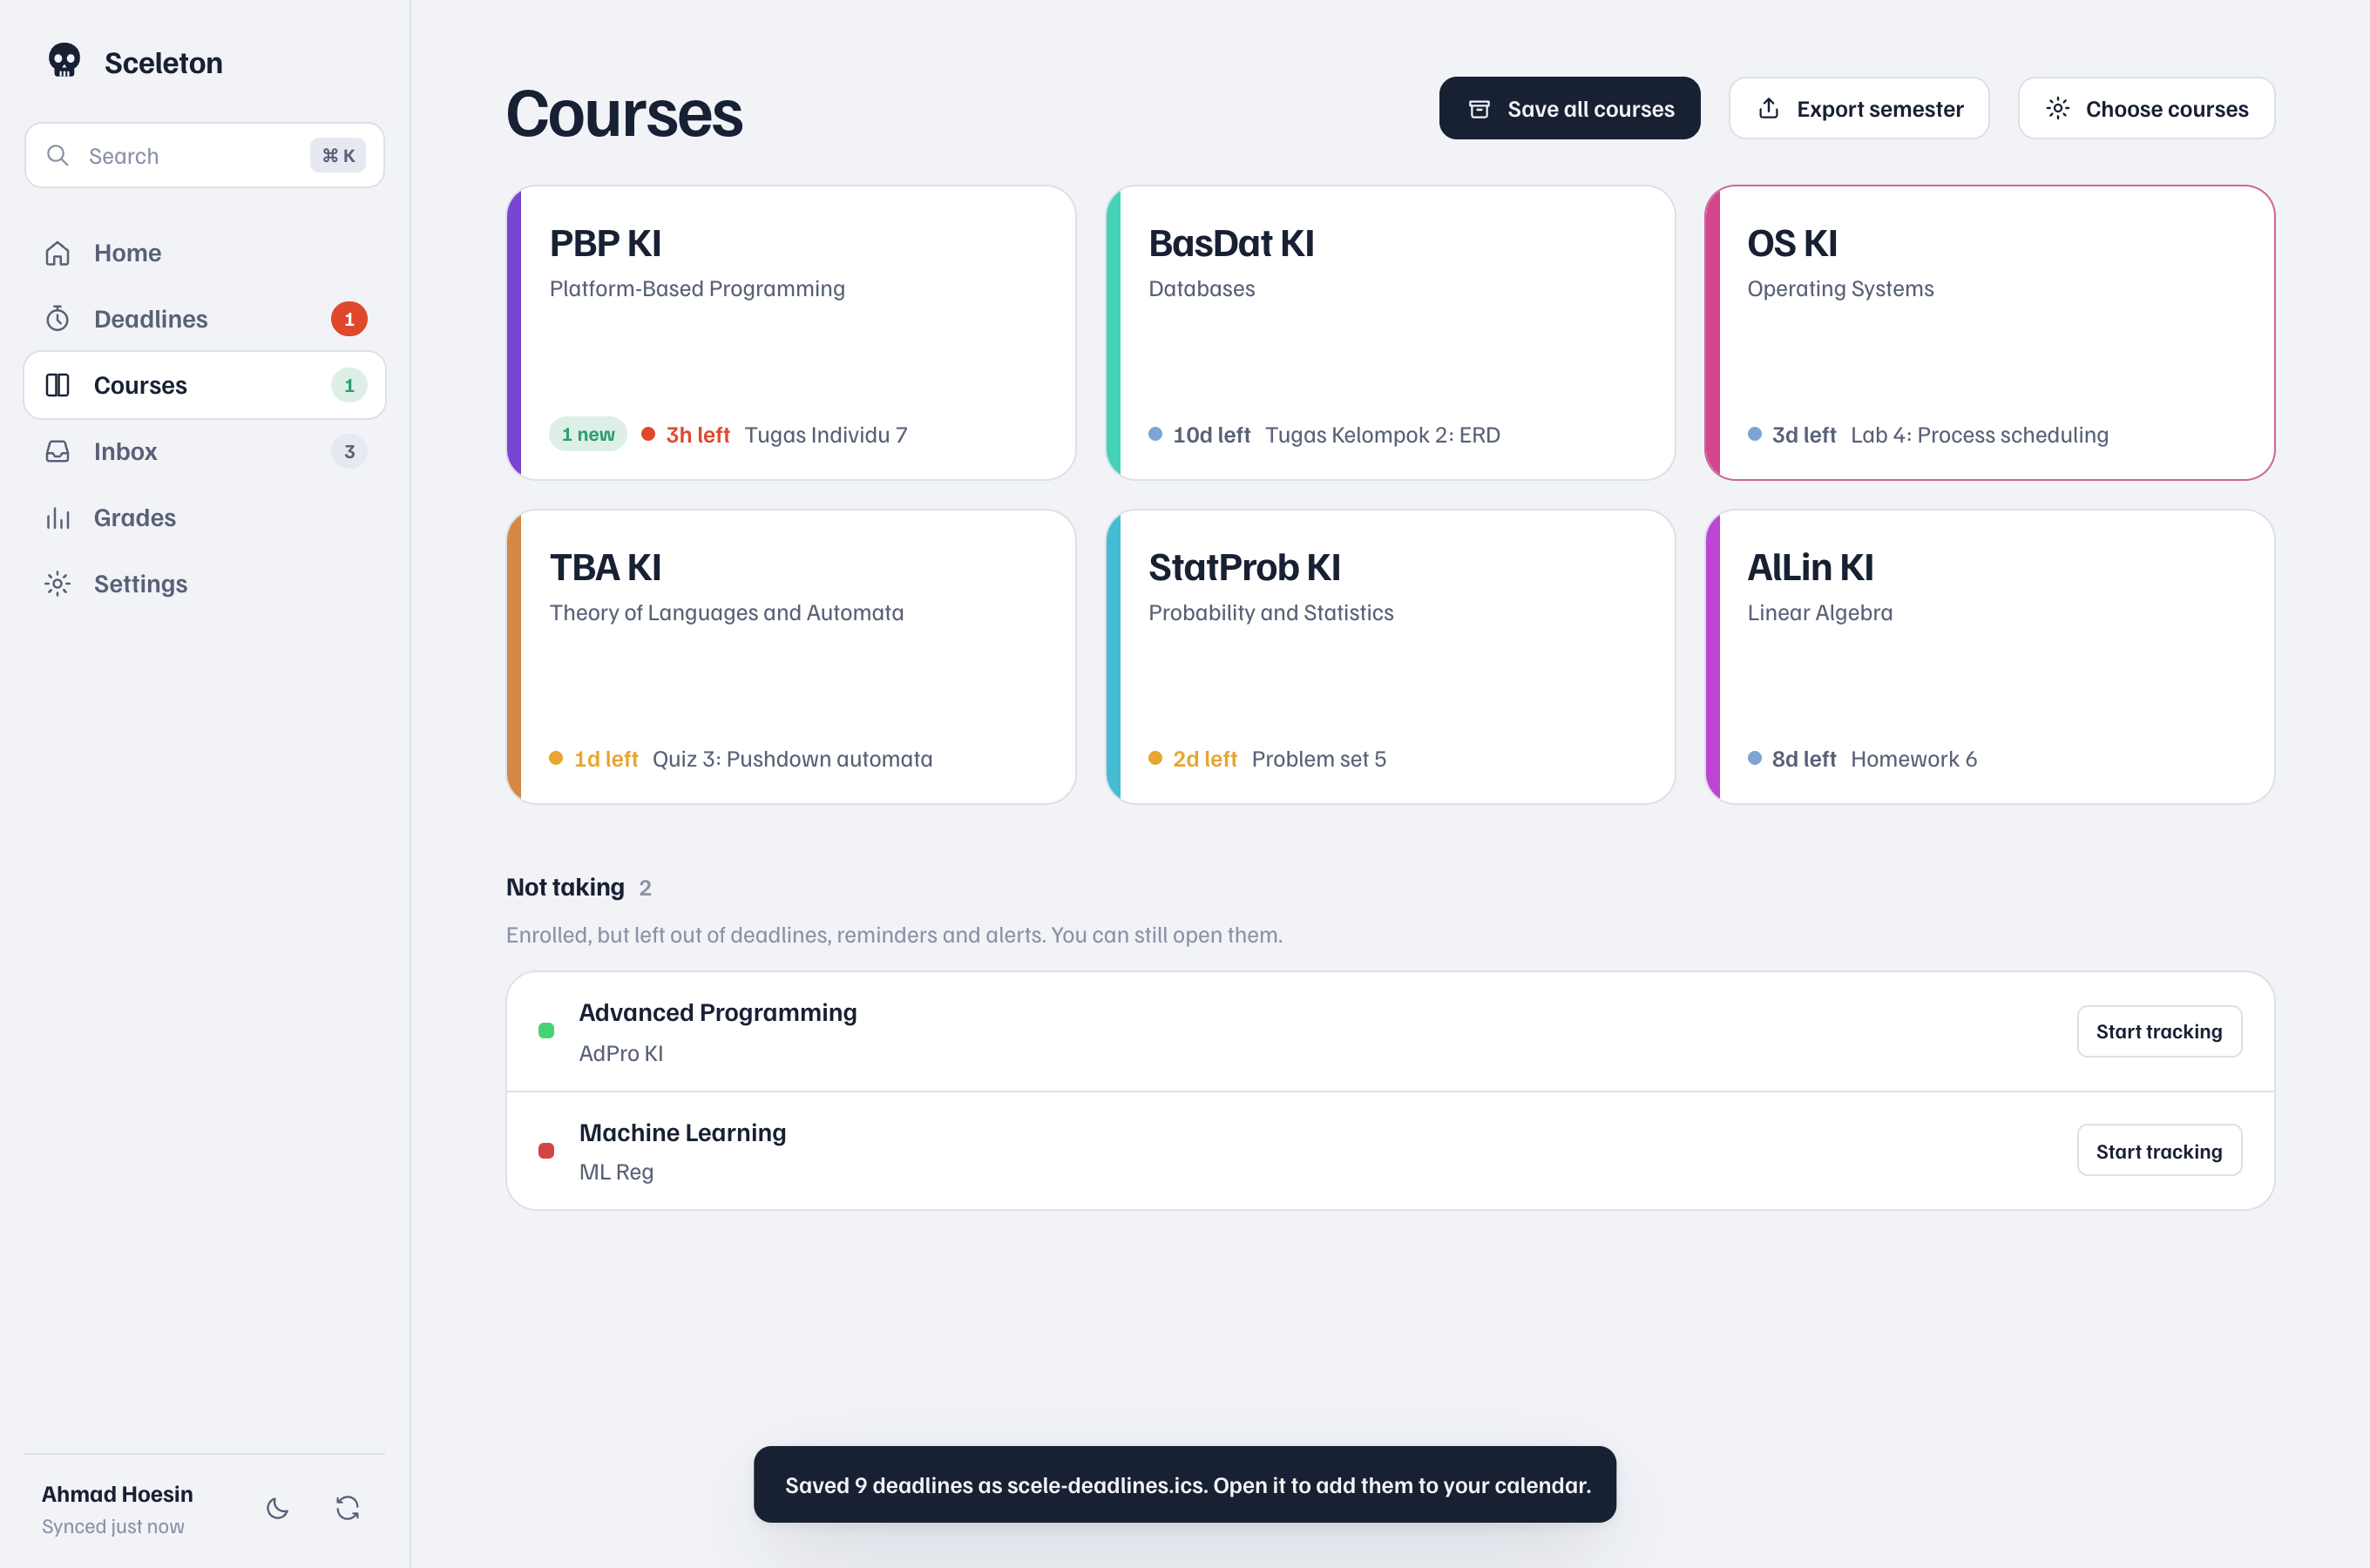 Sceleton
Search
⌘ K
Home
Deadlines 1
Courses 1
Inbox 3
Grades
Settings
Ahmad Hoesin
Synced just now
Courses
Save all courses
Export semester
Choose courses
PBP KI
Platform-Based Programming
1 new 3h left Tugas Individu 7
BasDat KI
Databases
10d left Tugas Kelompok 2: ERD
OS KI
Operating Systems
3d left Lab 4: Process scheduling
TBA KI
Theory of Languages and Automata
1d left Quiz 3: Pushdown automata
StatProb KI
Probability and Statistics
2d left Problem set 5
AlLin KI
Linear Algebra
8d left Homework 6
Not taking 2
Enrolled, but left out of deadlines, reminders and alerts. You can still open them.
Advanced Programming
AdPro KI
Start tracking
Machine Learning
ML Reg
Start tracking
Saved 9 deadlines as scele-deadlines.ics. Open it to add them to your calendar.